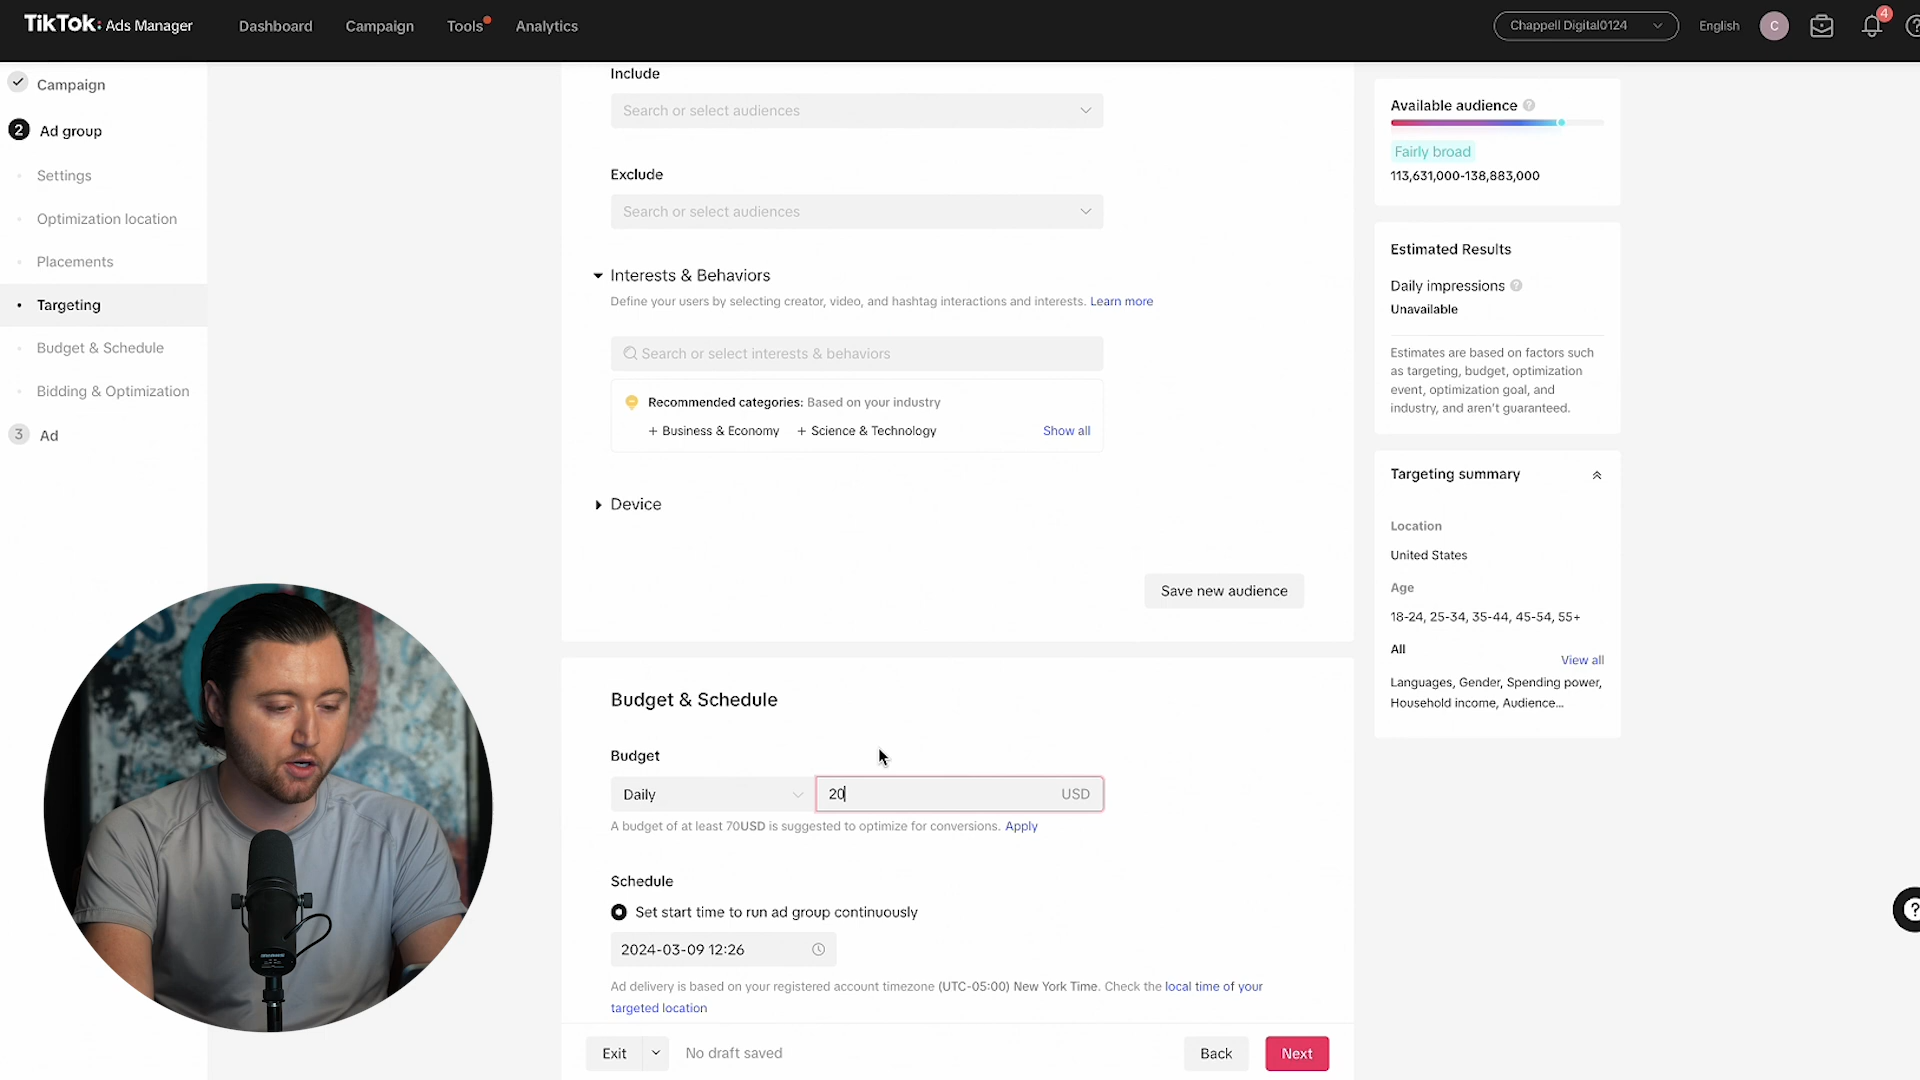 TikTok: Ads Manager
Dashboard
Campaign
Tools
Analytics
Chappell Digital0124
English
C
4
Campaign
2 Ad group
Settings
Optimization location
Placements
Targeting
Budget & Schedule
Bidding & Optimization
3 Ad
Include
Search or select audiences
Exclude
Search or select audiences
Interests & Behaviors
Define your users by selecting creator, video, and hashtag interactions and interests. Learn more
Search or select interests & behaviors
Recommended categories: Based on your industry
+ Business & Economy + Science & Technology Show all
Device
Save new audience
Budget & Schedule
Budget
Daily 20 USD
A budget of at least 70USD is suggested to optimize for conversions. Apply
Schedule
Set start time to run ad group continuously
2024-03-09 12:26
Ad delivery is based on your registered account timezone (UTC-05:00) New York Time. Check the local time of your
targeted location
Exit
No draft saved
Back
Next
Available audience ?
Fairly broad
113,631,000-138,883,000
Estimated Results
Daily impressions ?
Unavailable
Estimates are based on factors such
as targeting, budget, optimization
event, optimization goal, and
industry, and aren't guaranteed.
Targeting summary
Location
United States
Age
18-24, 25-34, 35-44, 45-54, 55+
All
View all
Languages, Gender, Spending power,
Household income, Audience...
?